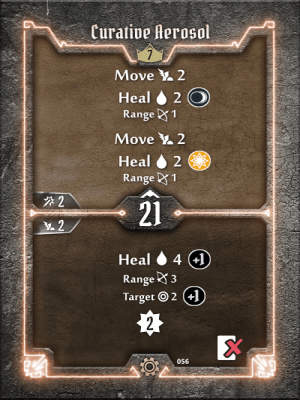 Curative Aerosol
7
Move 2
Heal 2
Range 1
Move 2
Heal 2
Range 1
2
21
2
Heal 4 +1
Range 3
Target 2 +1
2
056